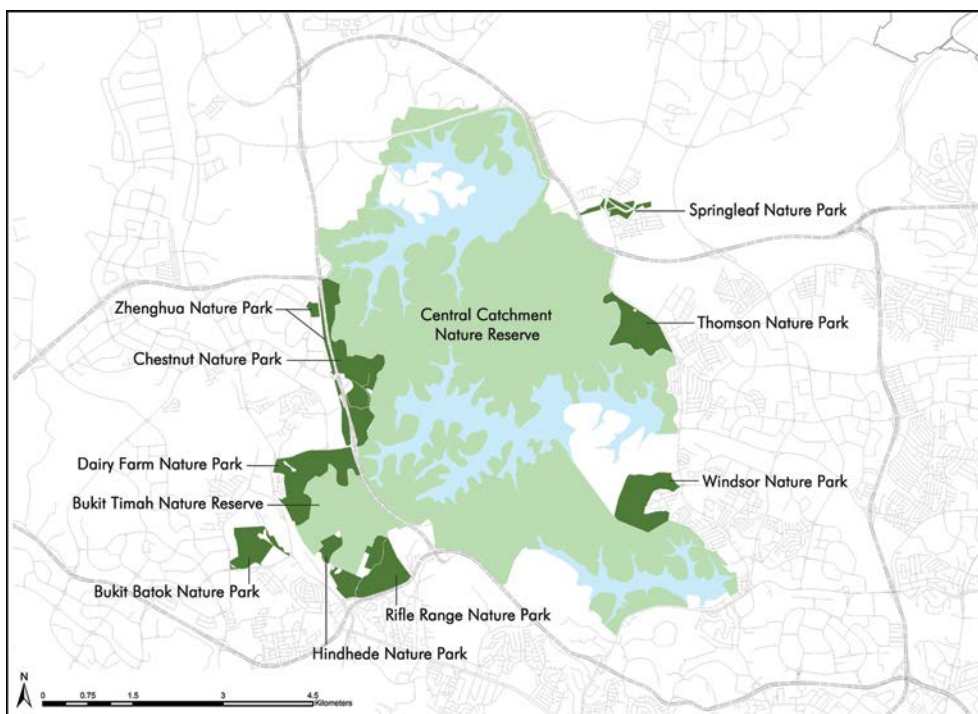 Springleaf Nature Park
Zhenghua Nature Park
Central Catchment
Nature Reserve
Thomson Nature Park
Chestnut Nature Park
Dairy Farm Nature Park
Windsor Nature Park
Bukit Timah Nature Reserve
Bukit Batok Nature Park
Rifle Range Nature Park
Hindhede Nature Park
N
0 0.75 1.5 3 4.5
Kilometers